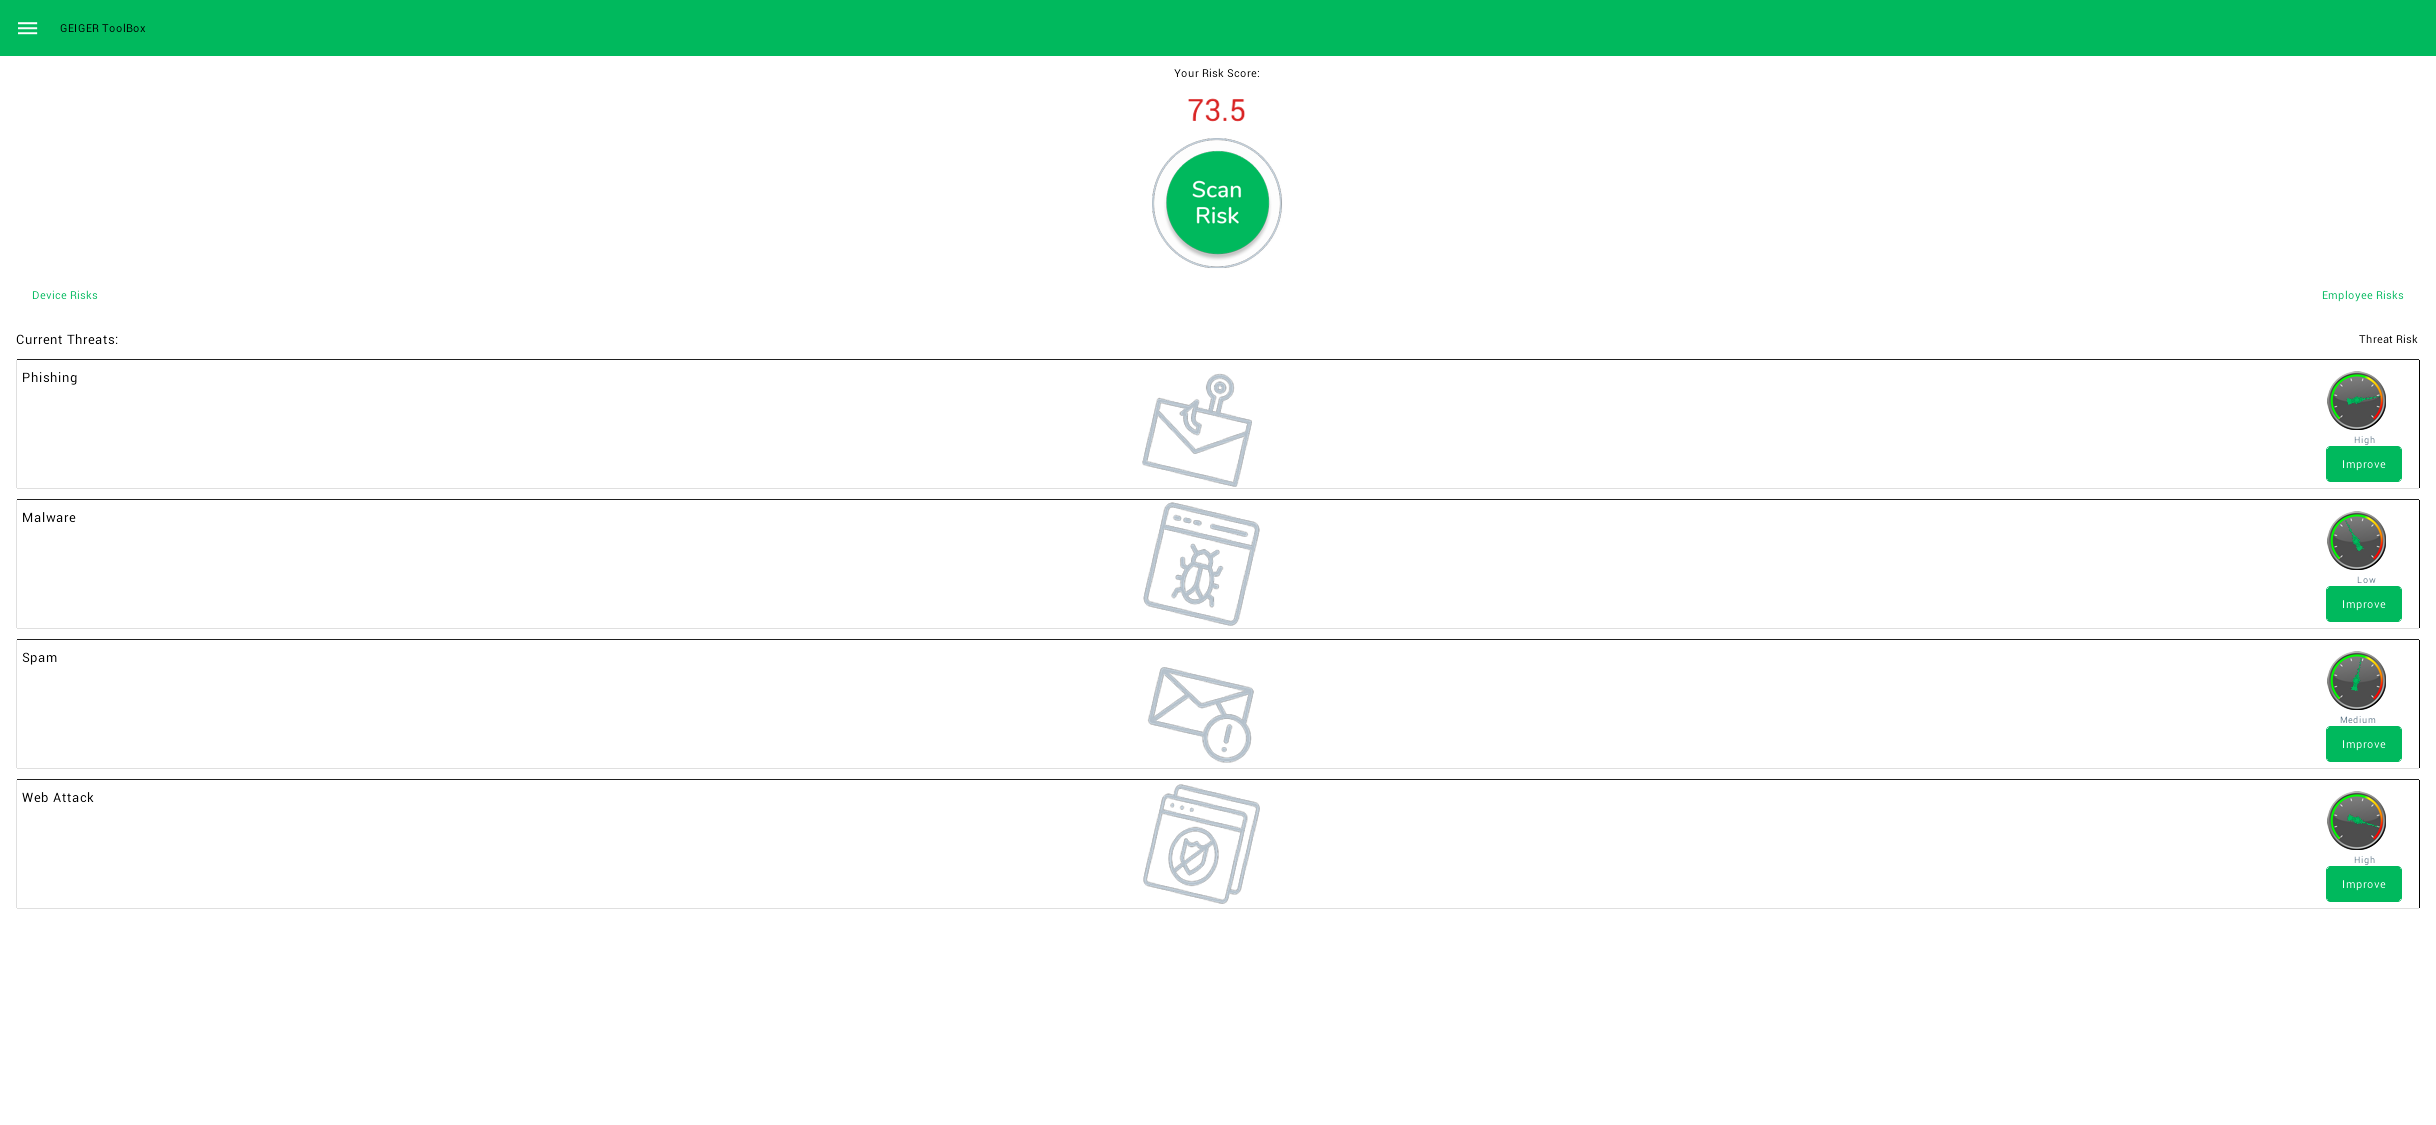 GEIGER ToolBox
Your Risk Score:
73.5
Scan
Risk
Device Risks
Employee Risks
Current Threats:
Threat Risk
Phishing
High
Improve
Malware
Low
Improve
Spam
Medium
Improve
Web Attack
High
Improve